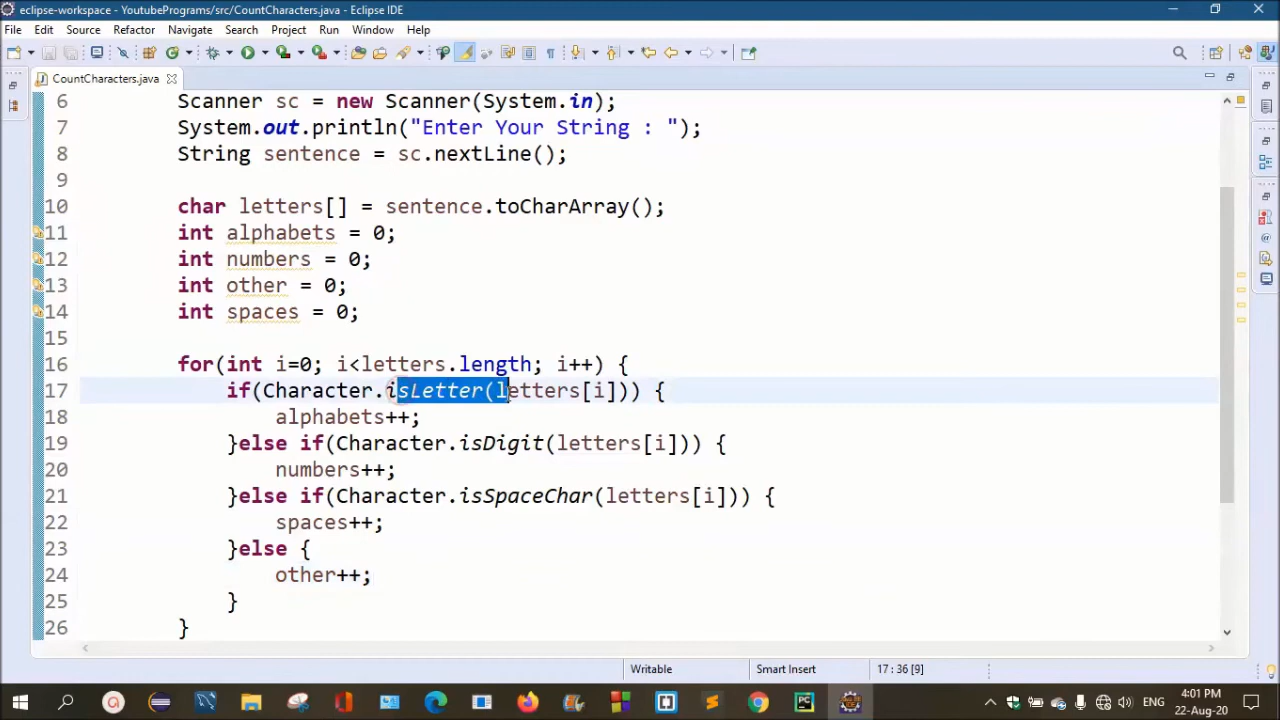 eclipse-workspace - YoutubePrograms/src/CountCharacters.java - Eclipse IDE
File Edit Source Refactor Navigate Search Project Run Window Help
CountCharacters.java
6 Scanner sc = new Scanner(System.in);
7 System.out.println("Enter Your String : ");
8 String sentence = sc.nextLine();
9
10 char letters[] = sentence.toCharArray();
11 int alphabets = 0;
12 int numbers = 0;
13 int other = 0;
14 int spaces = 0;
15
16 for(int i=0; i<letters.length; i++) {
17 if(Character.isLetter(letters[i])) {
18 alphabets++;
19 }else if(Character.isDigit(letters[i])) {
20 numbers++;
21 }else if(Character.isSpaceChar(letters[i])) {
22 spaces++;
23 }else {
24 other++;
25 }
26 }
Writable Smart Insert 17 : 36 [9]
ENG 4:01 PM
22-Aug-20